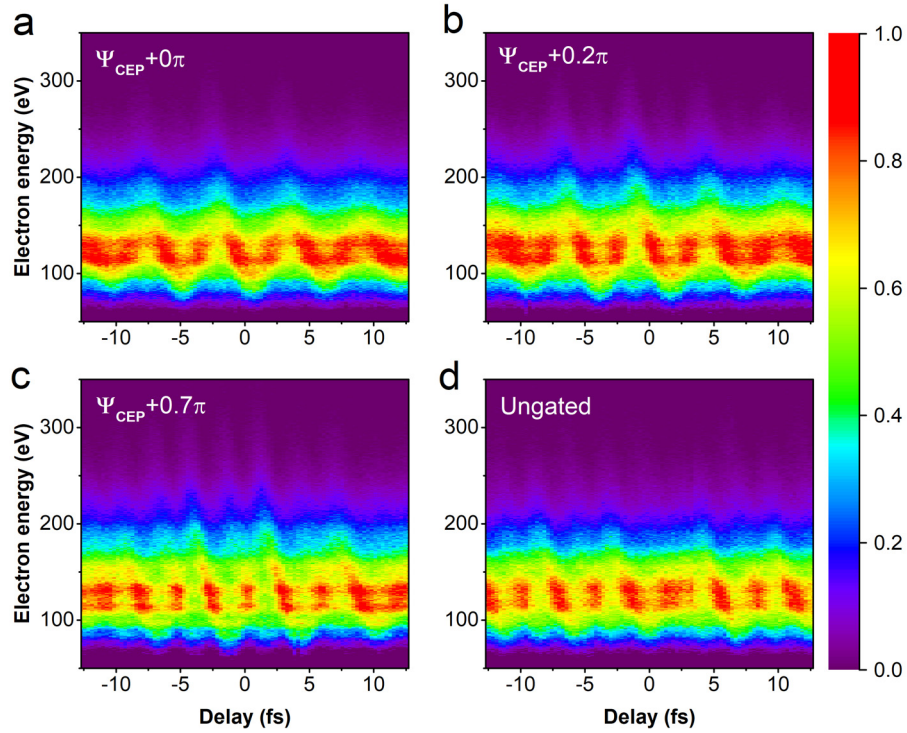 a
Ψ_CEP+0π
Electron energy (eV)
300
200
100
-10 -5 0 5 10
b
Ψ_CEP+0.2π
300
200
100
-10 -5 0 5 10
c
Ψ_CEP+0.7π
Electron energy (eV)
300
200
100
-10 -5 0 5 10
Delay (fs)
d
Ungated
300
200
100
-10 -5 0 5 10
Delay (fs)
1.0
0.8
0.6
0.4
0.2
0.0